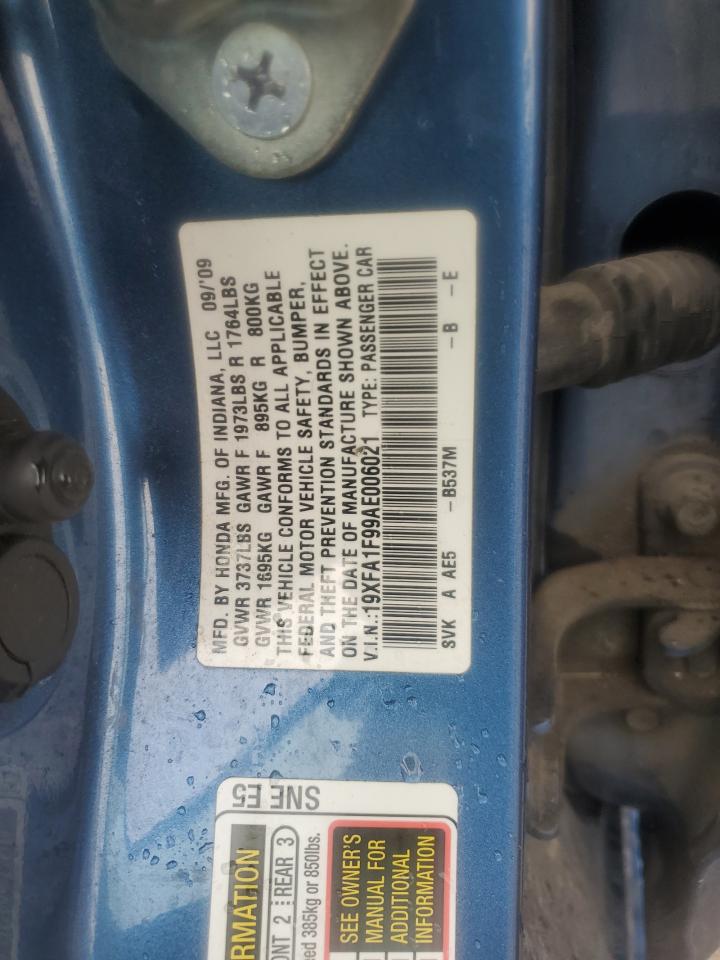 MFD. BY HONDA MFG. OF INDIANA, LLC 09/'09
GVWR 3737LBS GAWR F 1973LBS R 1764LBS
GVWR 1695KG GAWR F 895KG R 800KG
THIS VEHICLE CONFORMS TO ALL APPLICABLE
FEDERAL MOTOR VEHICLE SAFETY, BUMPER,
AND THEFT PREVENTION STANDARDS IN EFFECT
ON THE DATE OF MANUFACTURE SHOWN ABOVE.
V.I.N.:19XFA1F99AE006021 TYPE: PASSENGER CAR
SVK A AE5 -B537M -B -E
SNE E5
RMATION
ONT 2 REAR 3
ed 385kg or 850lbs.
SEE OWNER'S
MANUAL FOR
ADDITIONAL
INFORMATION